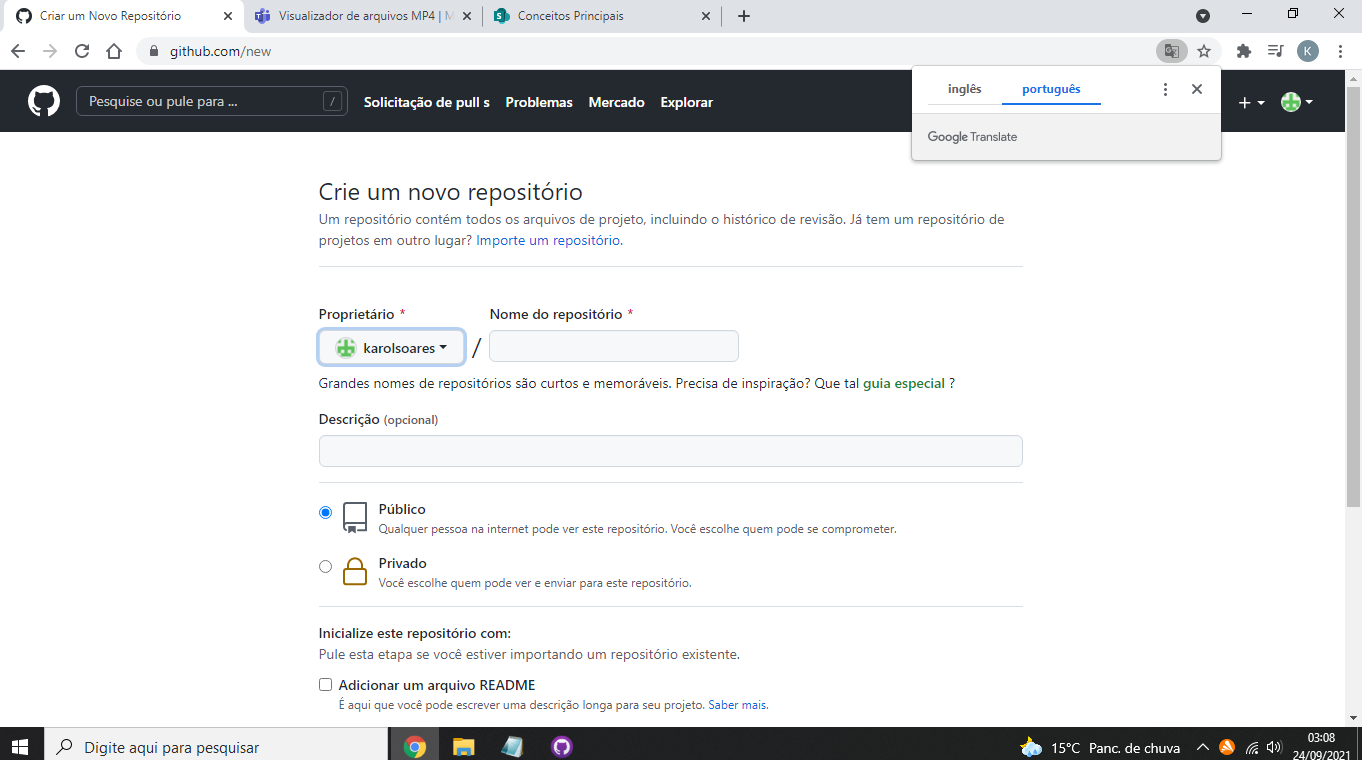 Criar um Novo Repositório
Visualizador de arquivos MP4 | M
Conceitos Principais
github.com/new
K
Pesquise ou pule para ...
/
Solicitação de pull s
Problemas
Mercado
Explorar
inglês
português
Google Translate
Crie um novo repositório
Um repositório contém todos os arquivos de projeto, incluindo o histórico de revisão. Já tem um repositório de
projetos em outro lugar? Importe um repositório.
Proprietário *
Nome do repositório *
karolsoares
/
Grandes nomes de repositórios são curtos e memoráveis. Precisa de inspiração? Que tal guia especial ?
Descrição (opcional)
Público
Qualquer pessoa na internet pode ver este repositório. Você escolhe quem pode se comprometer.
Privado
Você escolhe quem pode ver e enviar para este repositório.
Inicialize este repositório com:
Pule esta etapa se você estiver importando um repositório existente.
Adicionar um arquivo README
É aqui que você pode escrever uma descrição longa para seu projeto. Saber mais.
Digite aqui para pesquisar
15°C Panc. de chuva
03:08
24/09/2021